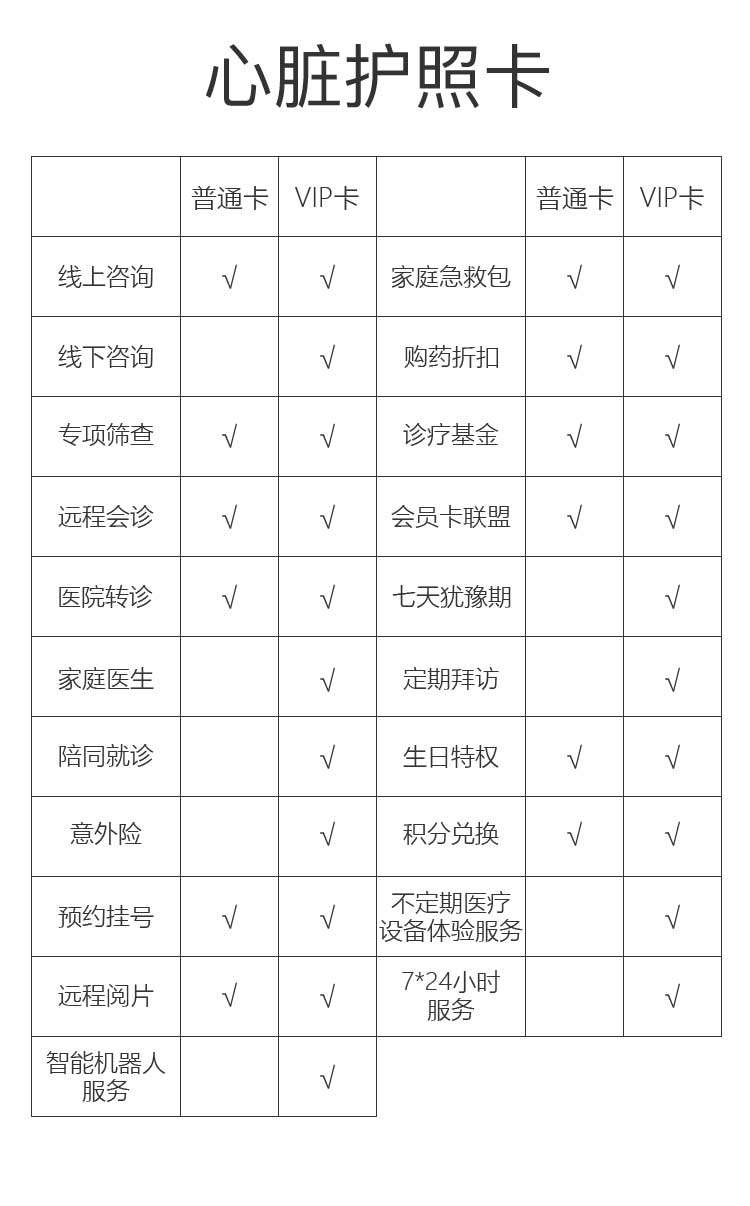 心脏护照卡
普通卡 VIP卡 普通卡 VIP卡
线上咨询 √ √ 家庭急救包 √ √
线下咨询 √ 购药折扣 √ √
专项筛查 √ √ 诊疗基金 √ √
远程会诊 √ √ 会员卡联盟 √ √
医院转诊 √ √ 七天犹豫期 √
家庭医生 √ 定期拜访 √
陪同就诊 √ 生日特权 √ √
意外险 √ 积分兑换 √ √
预约挂号 √ √ 不定期医疗
设备体验服务 √
远程阅片 √ √ 7*24小时
服务 √
智能机器人
服务 √